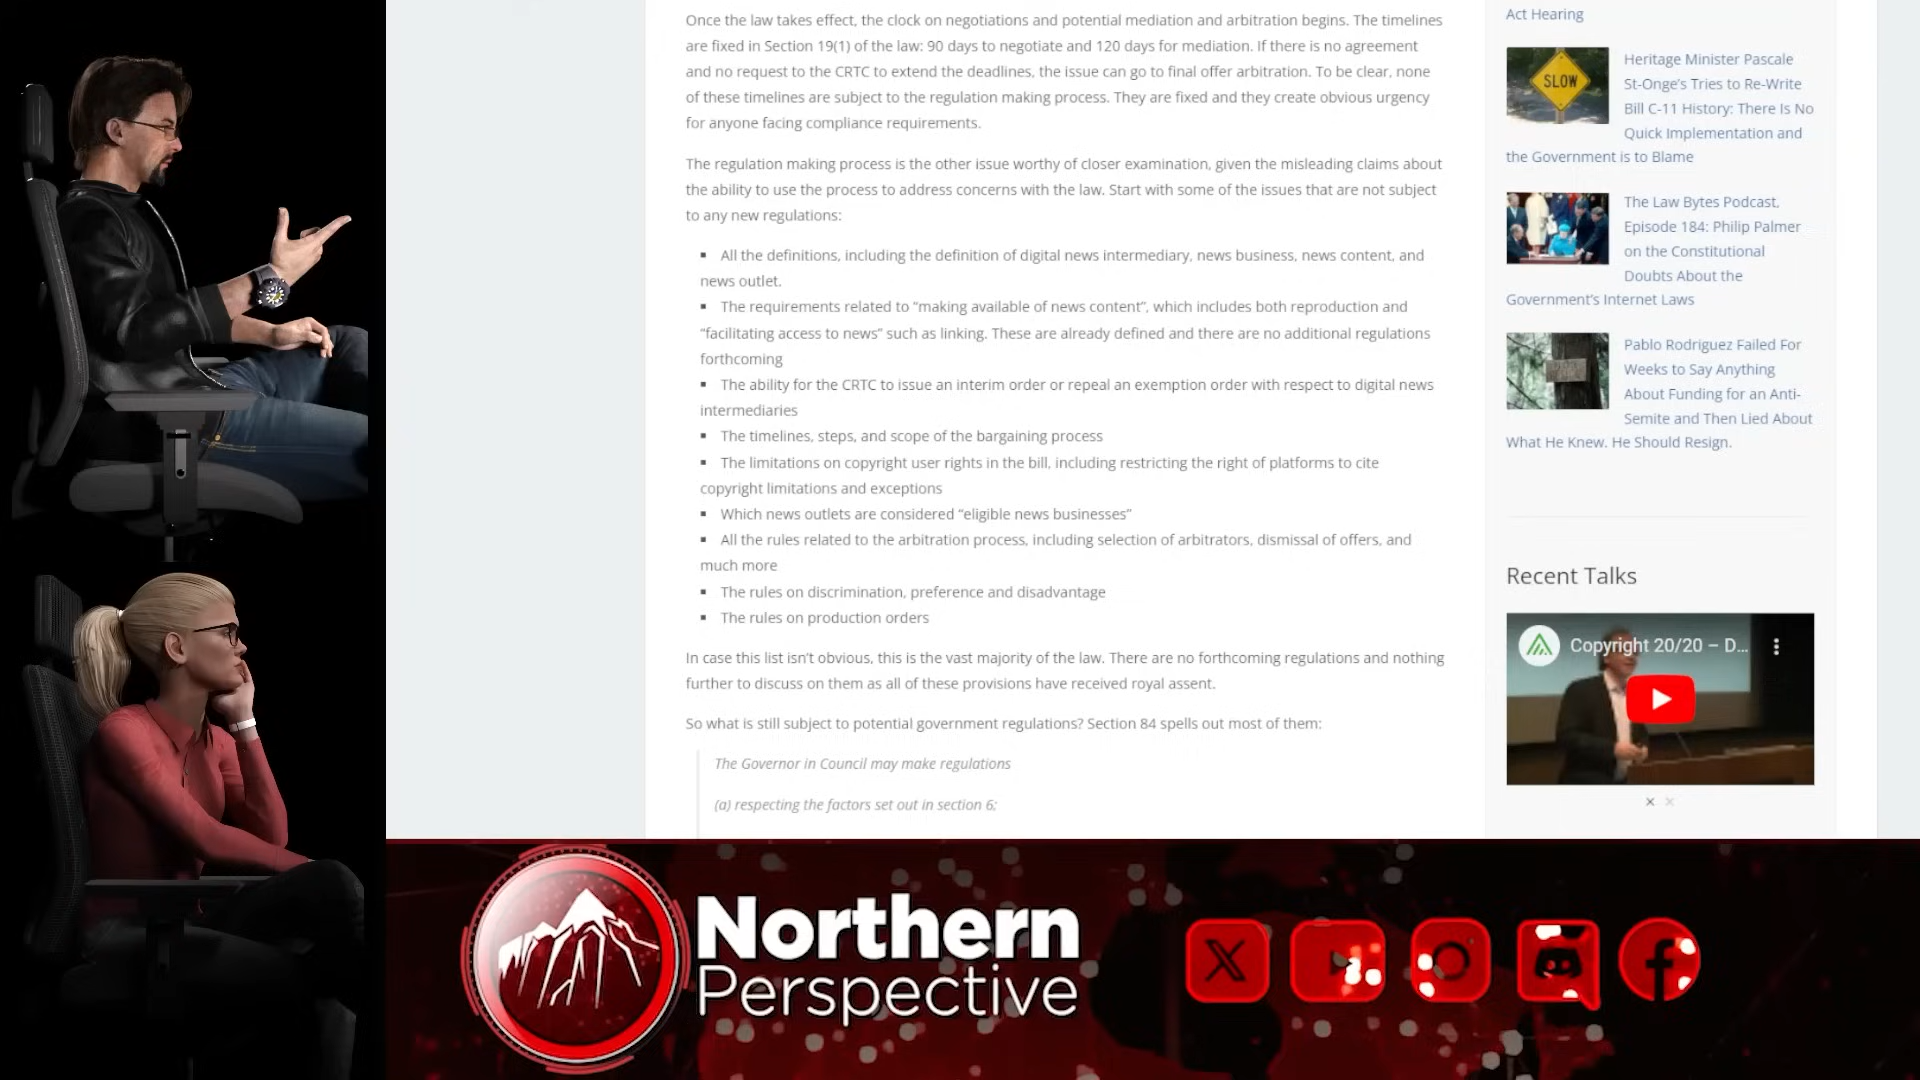 Once the law takes effect, the clock on negotiations and potential mediation and arbitration begins. The timelines
are fixed in Section 19(1) of the law: 90 days to negotiate and 120 days for mediation. If there is no agreement
and no request to the CRTC to extend the deadlines, the issue can go to final offer arbitration. To be clear, none
of these timelines are subject to the regulation making process. They are fixed and they create obvious urgency
for anyone facing compliance requirements.
The regulation making process is the other issue worthy of closer examination, given the misleading claims about
the ability to use the process to address concerns with the law. Start with some of the issues that are not subject
to any new regulations:
▪ All the definitions, including the definition of digital news intermediary, news business, news content, and
news outlet.
▪ The requirements related to “making available of news content”, which includes both reproduction and
“facilitating access to news” such as linking. These are already defined and there are no additional regulations
forthcoming
▪ The ability for the CRTC to issue an interim order or repeal an exemption order with respect to digital news
intermediaries
▪ The timelines, steps, and scope of the bargaining process
▪ The limitations on copyright user rights in the bill, including restricting the right of platforms to cite
copyright limitations and exceptions
▪ Which news outlets are considered “eligible news businesses”
▪ All the rules related to the arbitration process, including selection of arbitrators, dismissal of offers, and
much more
▪ The rules on discrimination, preference and disadvantage
▪ The rules on production orders
In case this list isn’t obvious, this is the vast majority of the law. There are no forthcoming regulations and nothing
further to discuss on them as all of these provisions have received royal assent.
So what is still subject to potential government regulations? Section 84 spells out most of them:
The Governor in Council may make regulations
(a) respecting the factors set out in section 6;
Act Hearing
SLOW
Heritage Minister Pascale
St-Onge’s Tries to Re-Write
Bill C-11 History: There Is No
Quick Implementation and
the Government is to Blame
The Law Bytes Podcast,
Episode 184: Philip Palmer
on the Constitutional
Doubts About the
Government’s Internet Laws
Pablo Rodriguez Failed For
Weeks to Say Anything
About Funding for an Anti-
Semite and Then Lied About
What He Knew. He Should Resign.
Recent Talks
Copyright 20/20 – D...
Northern
Perspective